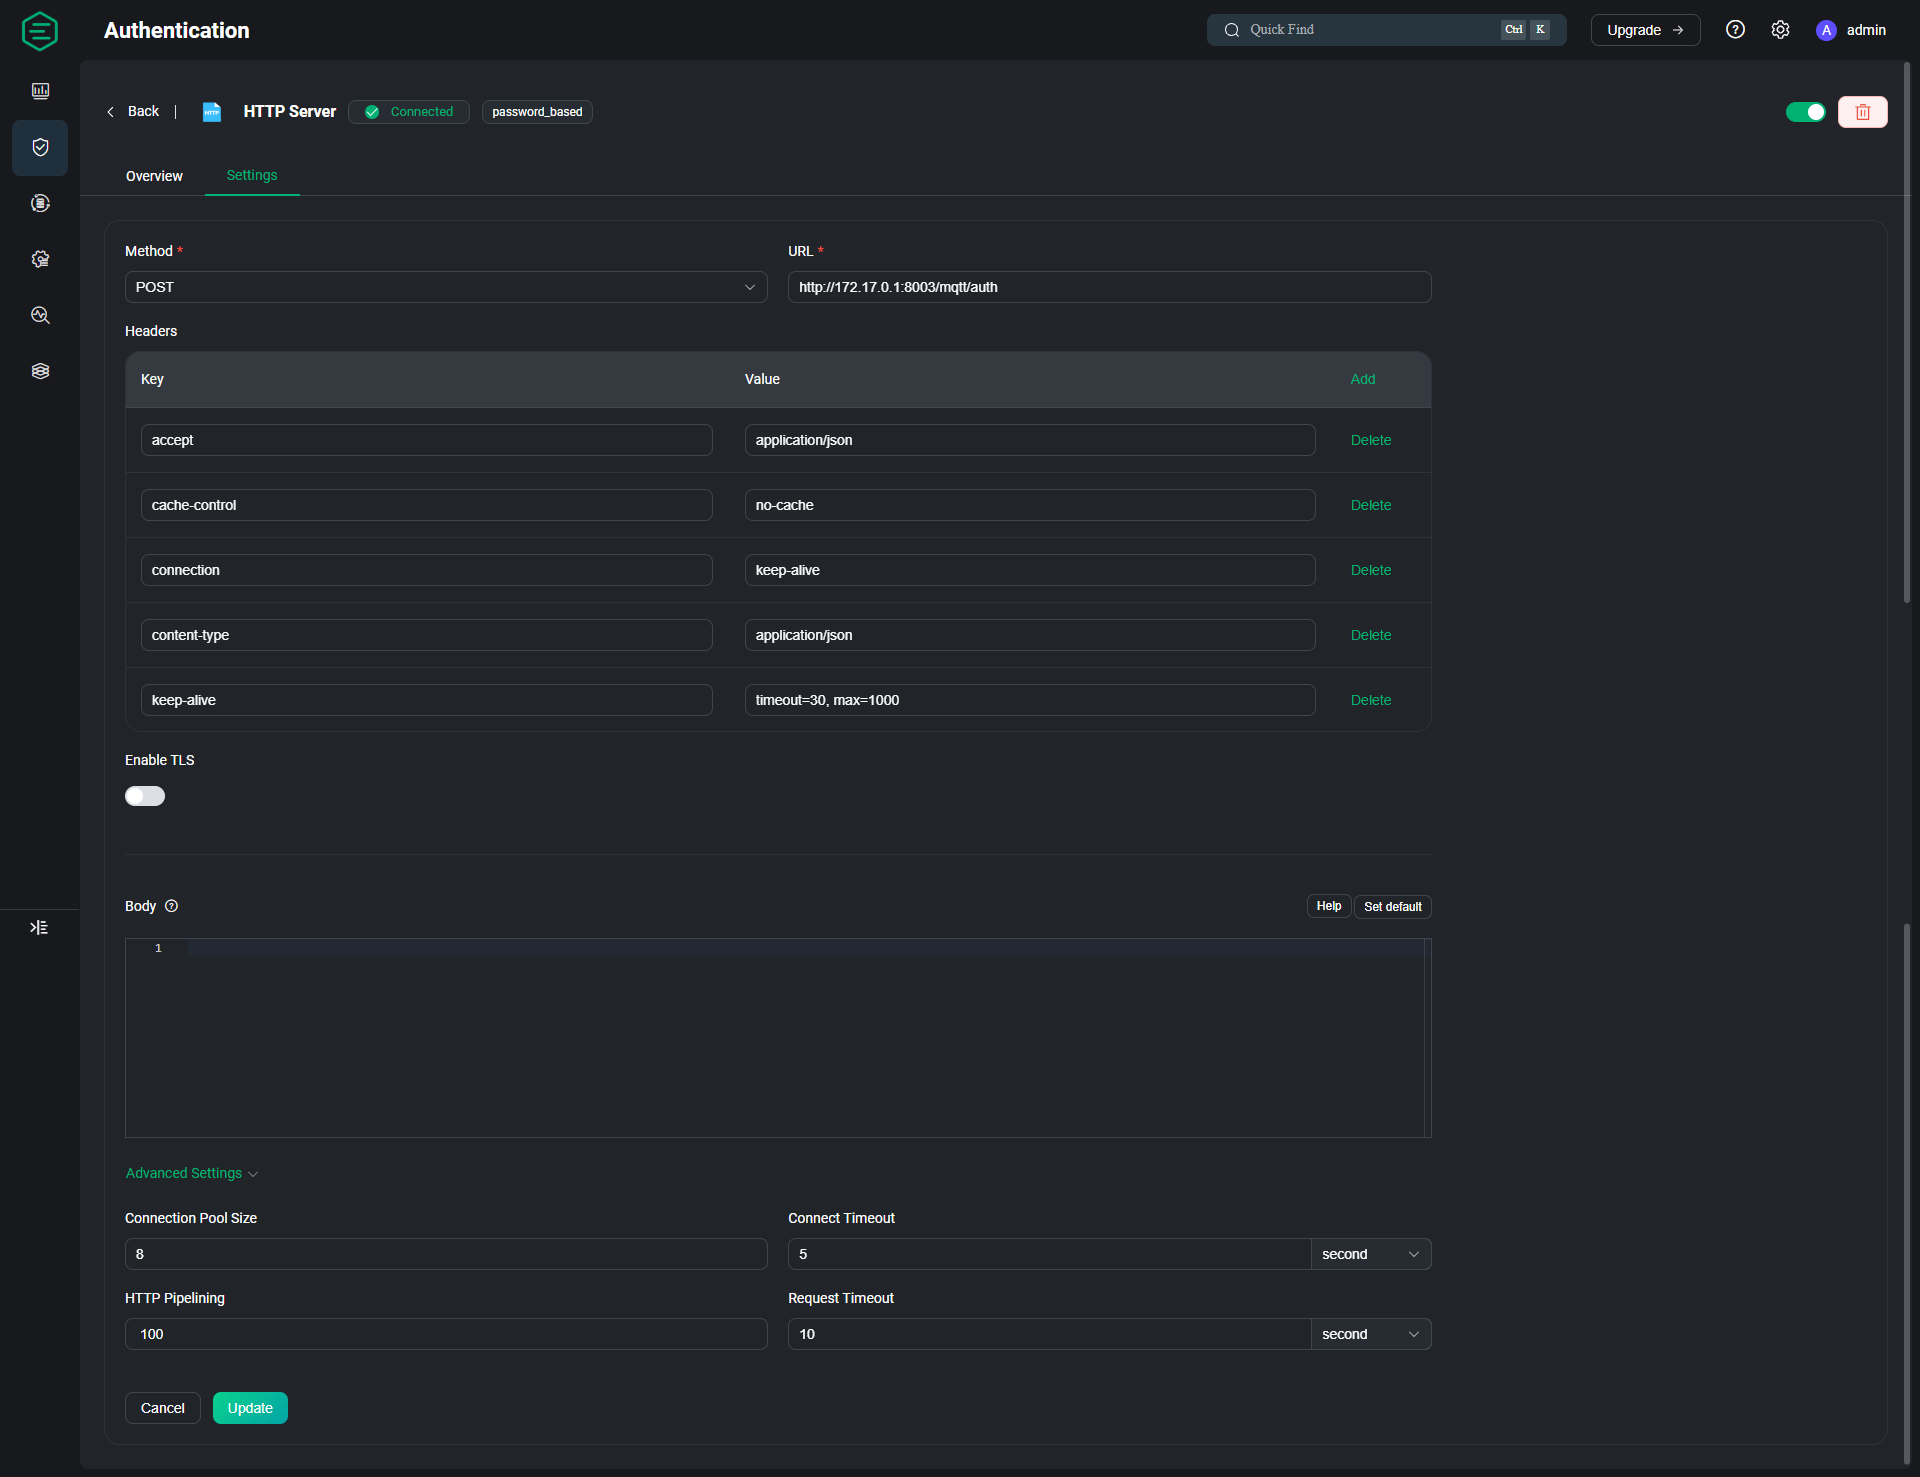 Authentication
Quick Find
Ctrl K
Upgrade →
A admin
Back |
HTTP
HTTP Server
Connected
password_based
Overview
Settings
Method *
URL *
POST
http://172.17.0.1:8003/mqtt/auth
Headers
Key Value Add
accept application/json Delete
cache-control no-cache Delete
connection keep-alive Delete
content-type application/json Delete
keep-alive timeout=30, max=1000 Delete
Enable TLS
Body
Help
Set default
1
Advanced Settings
Connection Pool Size
Connect Timeout
8
5 second
HTTP Pipelining
Request Timeout
100
10 second
Cancel
Update